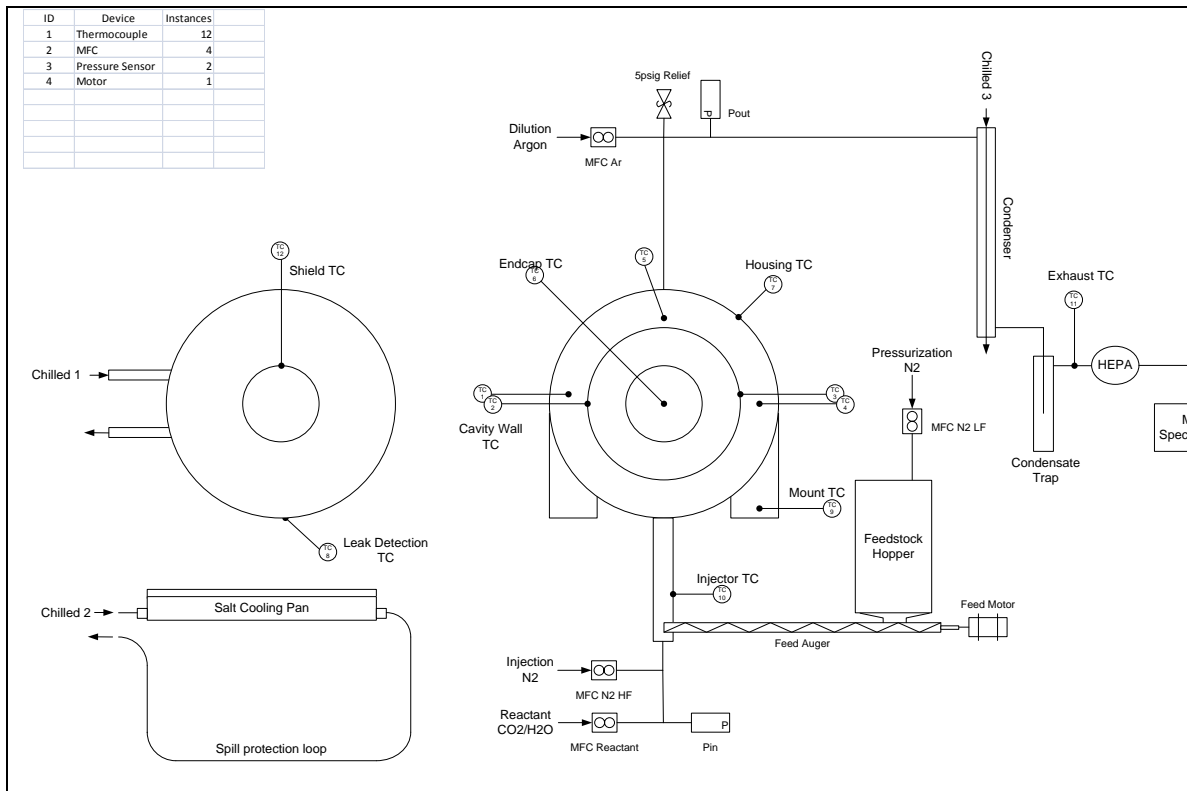 ID Device Instances
1 Thermocouple 12
2 MFC 4
3 Pressure Sensor 2
4 Motor 1
5psig Relief
P
Pout
Chilled 3
Dilution
Argon
MFC Ar
Condenser
TC
12
Shield TC
Endcap TC
TC
6
TC
5
Housing TC
TC
7
Exhaust TC
TC
11
HEPA
Pressurization
N2
MFC N2 LF
Chilled 1
TC
1
TC
2
TC
3
TC
4
Cavity Wall
TC
M
Spec
Condensate
Trap
Mount TC
TC
9
Feedstock
Hopper
Leak Detection
TC
TC
8
Injector TC
TC
10
Chilled 2
Salt Cooling Pan
Feed Motor
Feed Auger
Injection
N2
MFC N2 HF
Reactant
CO2/H2O
MFC Reactant
P
Pin
Spill protection loop